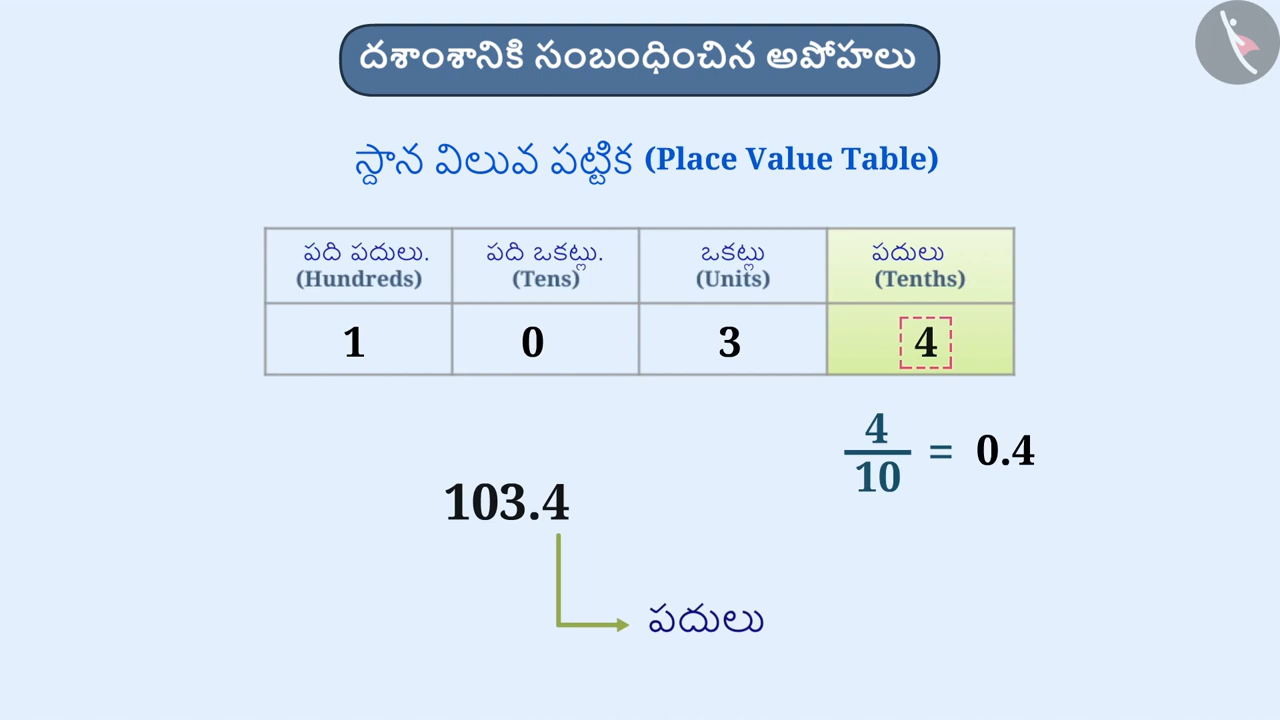 దశాంశానికి సంబంధించిన అపోహలు
స్దాన విలువ పట్టిక (Place Value Table)
పది పదులు. పది ఒకట్లు. ఒకట్లు పదులు
(Hundreds) (Tens) (Units) (Tenths)
1 0 3 4
4
10
= 0.4
103.4
పదులు